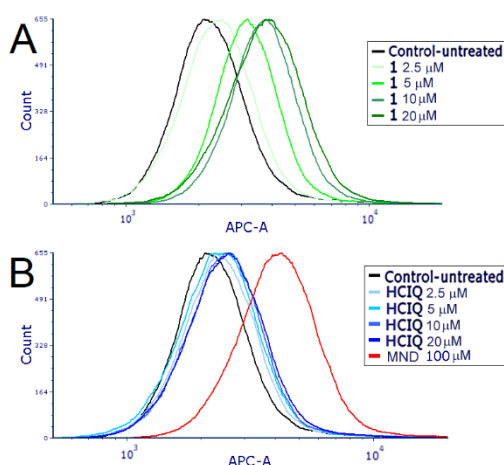 A
Count
655
491
328
164
0
10³
10⁴
APC-A
Control-untreated
1 2.5 µM
1 5 µM
1 10 µM
1 20 µM
B
Count
655
491
328
164
0
10³
10⁴
APC-A
Control-untreated
HCIQ 2.5 µM
HCIQ 5 µM
HCIQ 10 µM
HCIQ 20 µM
MND 100 µM